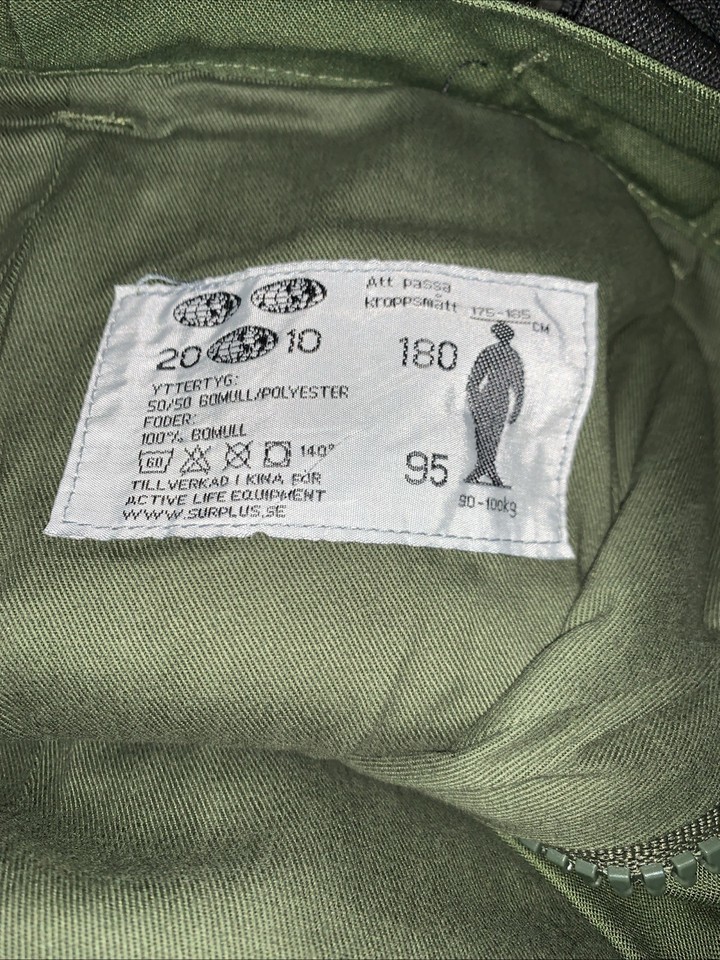 20 10
YTTERTYG:
50/50 BOMULL/POLYESTER
FODER:
100% BOMULL
60 140°
TILLVERKAD I KINA FÖR
ACTIVE LIFE EQUIPMENT
WWW.SURPLUS.SE
Att passa
kroppsmått 175-185
CM
180
95
90-100kg